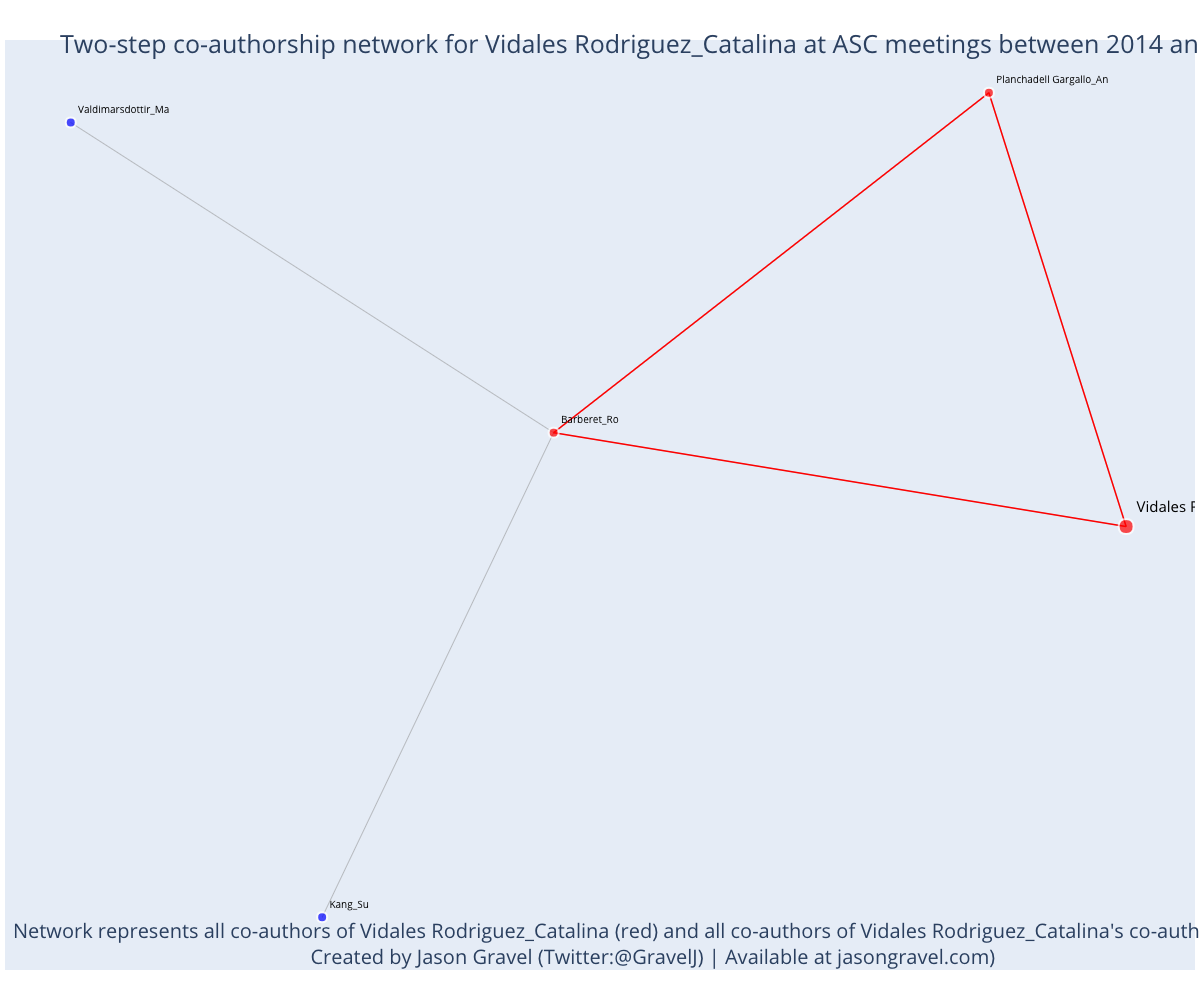 Two-step co-authorship network for Vidales Rodriguez_Catalina at ASC meetings between 2014 an
Planchadell Gargallo_An
Valdimarsdottir_Ma
Barberet_Ro
Vidales
Kang_Su
Network represents all co-authors of Vidales Rodriguez_Catalina (red) and all co-authors of Vidales Rodriguez_Catalina's co-auth
Created by Jason Gravel (Twitter:@GravelJ) | Available at jasongravel.com)